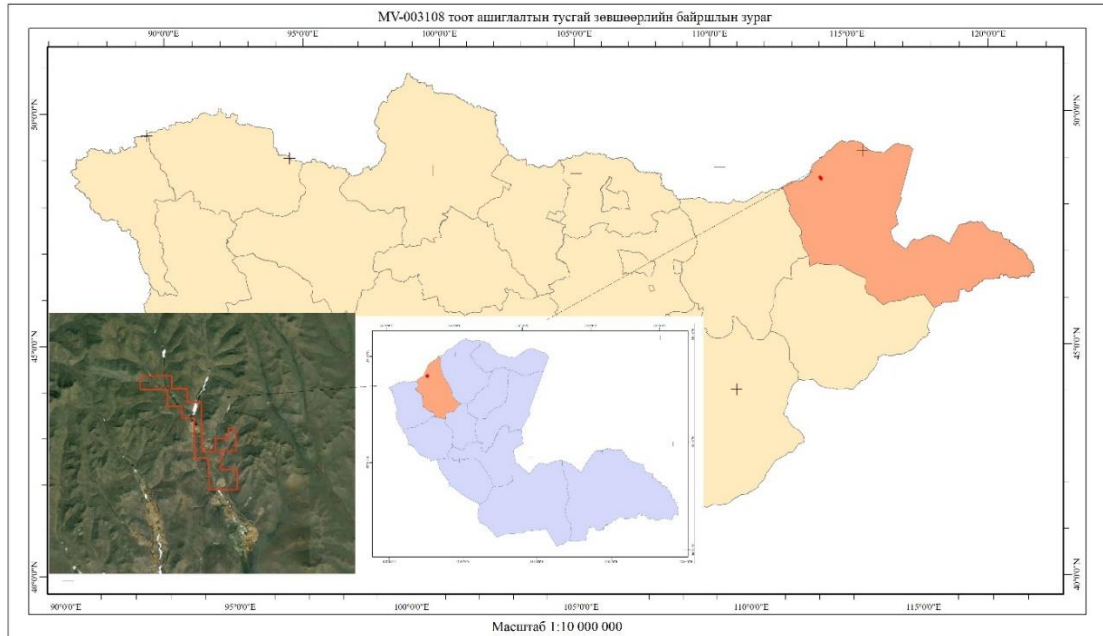 MV-003108 тоот ашиглалтын тусгай зөвшөөрлийн байршлын зураг
90°0'0"E 95°0'0"E 100°0'0"E 105°0'0"E 110°0'0"E 115°0'0"E 120°0'0"E
50°0'0"N 50°0'0"N
45°0'0"N 45°0'0"N
40°0'0"N 40°0'0"N
90°0'0"E 95°0'0"E 100°0'0"E 105°0'0"E 110°0'0"E 115°0'0"E
Масштаб 1:10 000 000